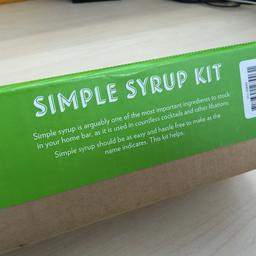 SIMPLE SYRUP KIT
Simple syrup is arguably one of the most important ingredients to stock
in your home bar, as it is used in countless cocktails and other libations.
Simple syrup should be as easy and hassle free to make as the
name indicates. This kit helps.